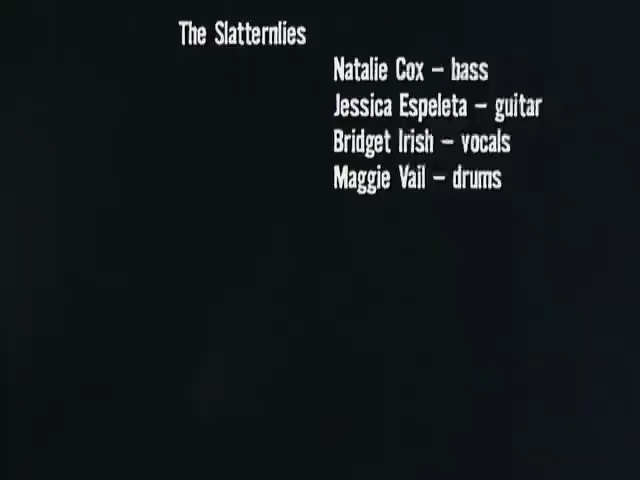 The Slatternlies
Natalie Cox – bass
Jessica Espeleta – guitar
Bridget Irish – vocals
Maggie Vail – drums